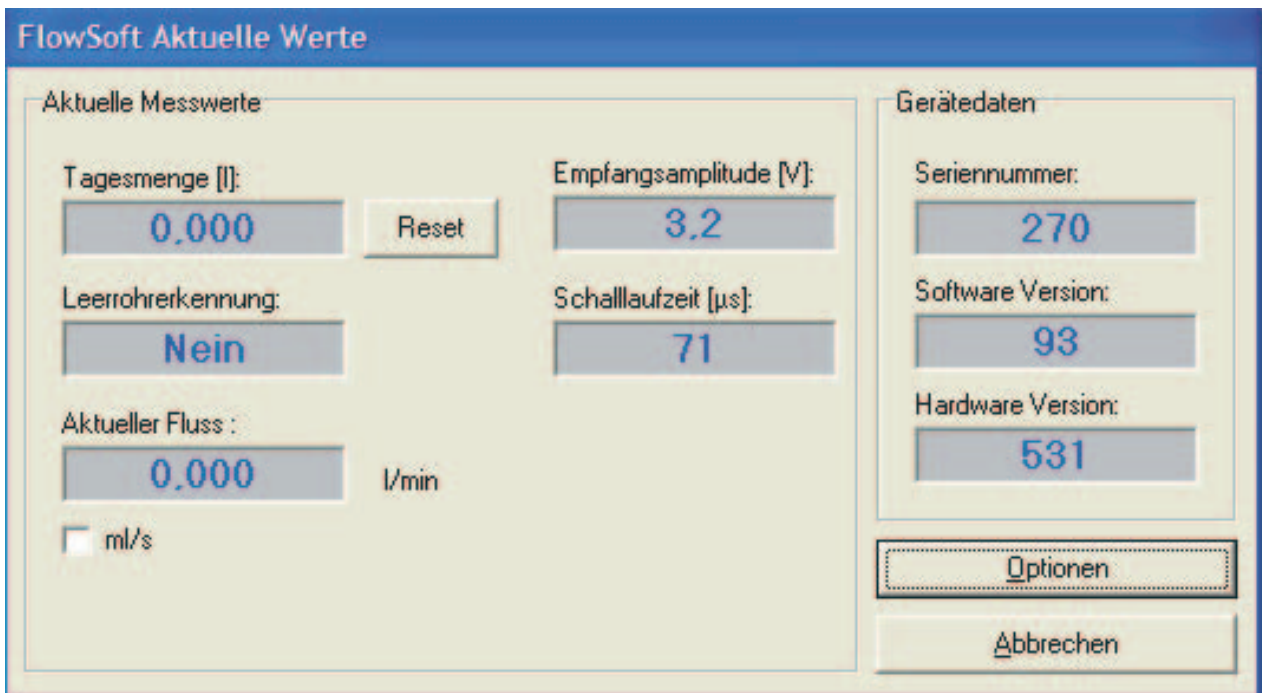 FlowSoft Aktuelle Werte
Aktuelle Messwerte
Tagesmenge [l]:
0,000
Reset
Empfangsamplitude [V]:
3,2
Leerrohrerkennung:
Nein
Schalllaufzeit [µs]:
71
Aktueller Fluss :
0,000
l/min
ml/s
Gerätedaten
Seriennummer:
270
Software Version:
93
Hardware Version:
531
Optionen
Abbrechen